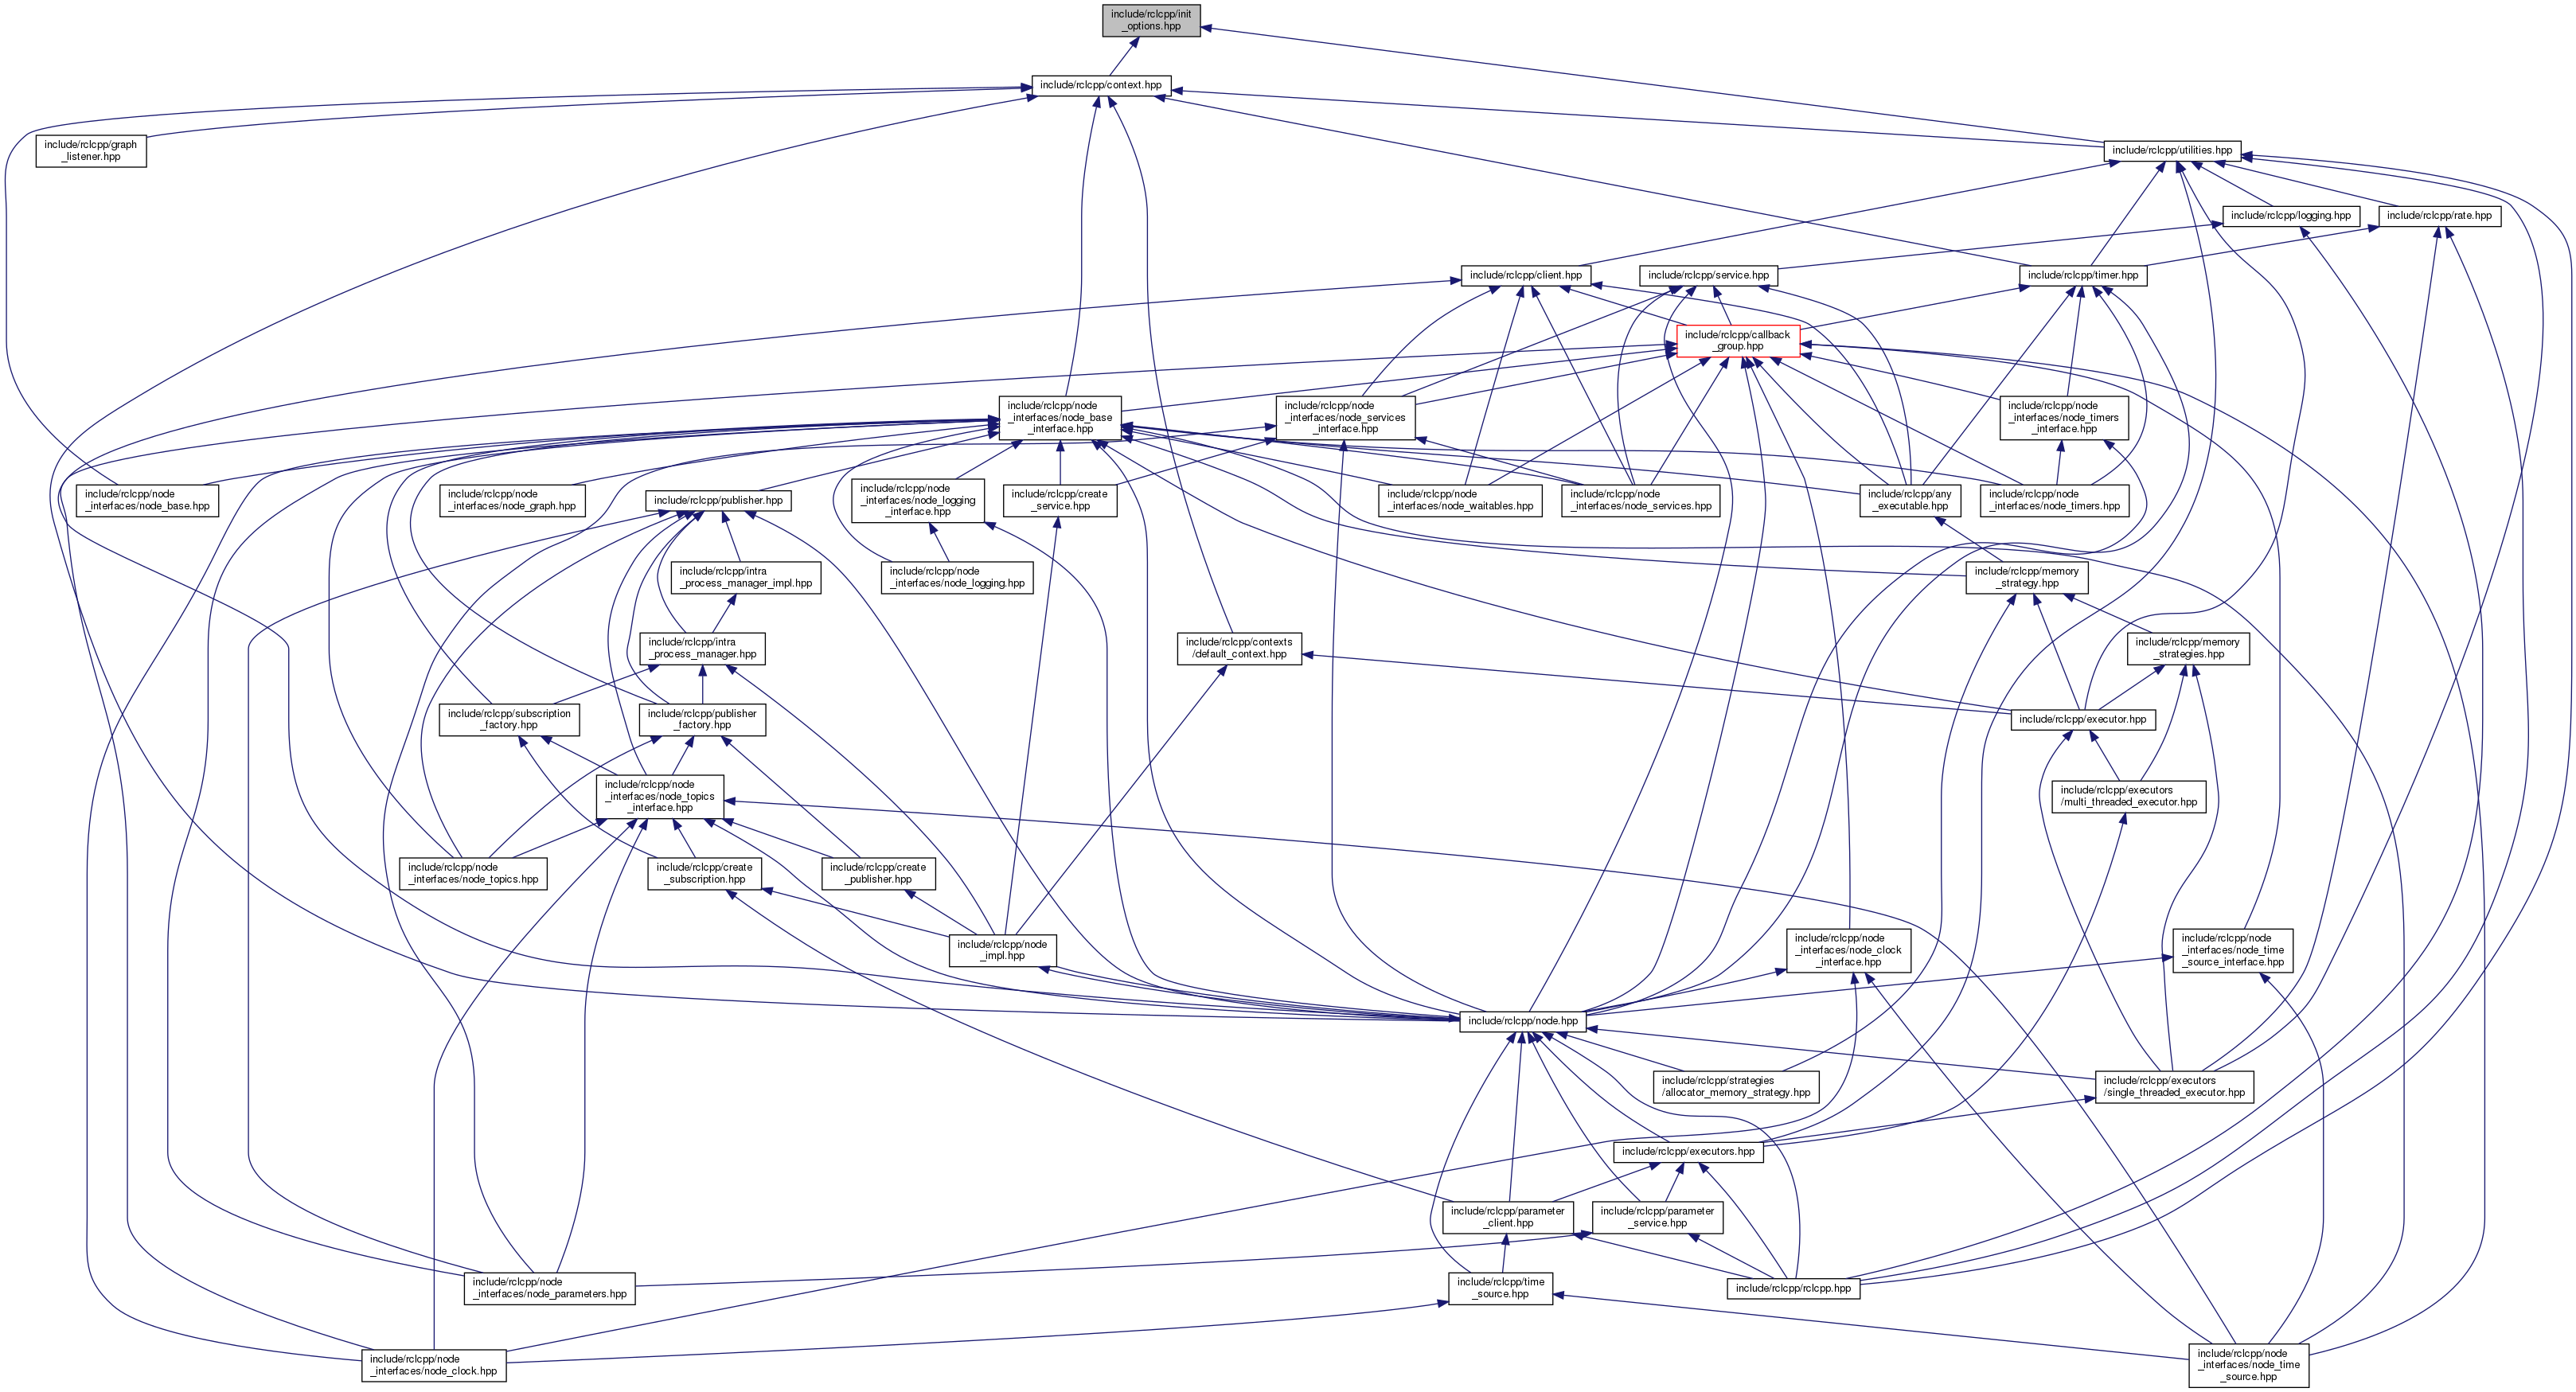 include/rclcpp/init
_options.hpp
include/rclcpp/context.hpp
include/rclcpp/graph
_listener.hpp
include/rclcpp/utilities.hpp
include/rclcpp/logging.hpp
include/rclcpp/rate.hpp
include/rclcpp/client.hpp
include/rclcpp/service.hpp
include/rclcpp/timer.hpp
include/rclcpp/callback
_group.hpp
include/rclcpp/node
_interfaces/node_base
_interface.hpp
include/rclcpp/node
_interfaces/node_services
_interface.hpp
include/rclcpp/node
_interfaces/node_timers
_interface.hpp
include/rclcpp/node
_interfaces/node_base.hpp
include/rclcpp/node
_interfaces/node_graph.hpp
include/rclcpp/publisher.hpp
include/rclcpp/node
_interfaces/node_logging
_interface.hpp
include/rclcpp/create
_service.hpp
include/rclcpp/node
_interfaces/node_waitables.hpp
include/rclcpp/node
_interfaces/node_services.hpp
include/rclcpp/any
_executable.hpp
include/rclcpp/node
_interfaces/node_timers.hpp
include/rclcpp/intra
_process_manager_impl.hpp
include/rclcpp/node
_interfaces/node_logging.hpp
include/rclcpp/memory
_strategy.hpp
include/rclcpp/intra
_process_manager.hpp
include/rclcpp/contexts
/default_context.hpp
include/rclcpp/memory
_strategies.hpp
include/rclcpp/subscription
_factory.hpp
include/rclcpp/publisher
_factory.hpp
include/rclcpp/executor.hpp
include/rclcpp/node
_interfaces/node_topics
_interface.hpp
include/rclcpp/executors
/multi_threaded_executor.hpp
include/rclcpp/node
_interfaces/node_topics.hpp
include/rclcpp/create
_subscription.hpp
include/rclcpp/create
_publisher.hpp
include/rclcpp/node
_impl.hpp
include/rclcpp/node
_interfaces/node_clock
_interface.hpp
include/rclcpp/node
_interfaces/node_time
_source_interface.hpp
include/rclcpp/node.hpp
include/rclcpp/strategies
/allocator_memory_strategy.hpp
include/rclcpp/executors
/single_threaded_executor.hpp
include/rclcpp/executors.hpp
include/rclcpp/parameter
_client.hpp
include/rclcpp/parameter
_service.hpp
include/rclcpp/node
_interfaces/node_parameters.hpp
include/rclcpp/time
_source.hpp
include/rclcpp/rclcpp.hpp
include/rclcpp/node
_interfaces/node_clock.hpp
include/rclcpp/node
_interfaces/node_time
_source.hpp